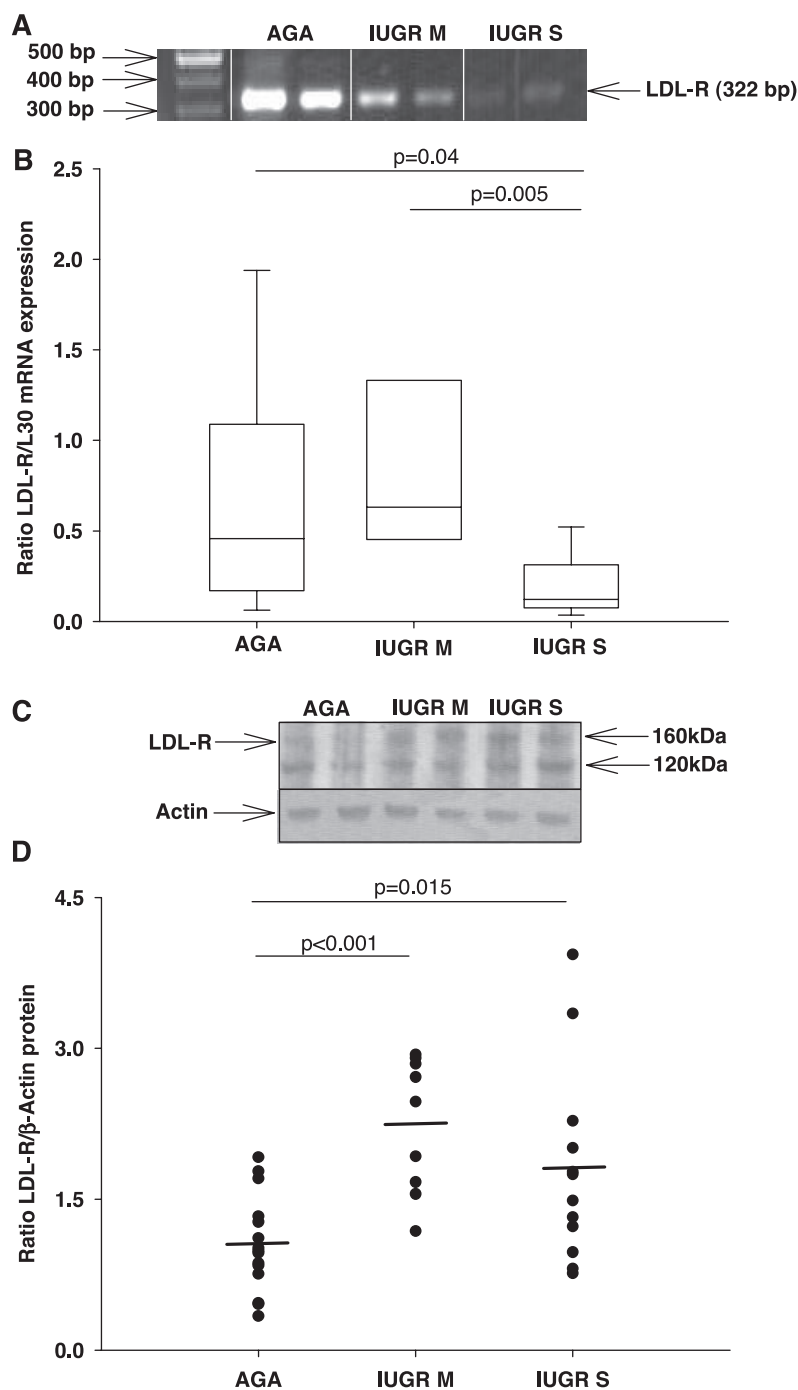 A
AGA IUGR M IUGR S
500 bp
400 bp
300 bp
LDL-R (322 bp)
B
p=0.04
p=0.005
Ratio LDL-R/L30 mRNA expression
2.5
2.0
1.5
1.0
0.5
0.0
AGA IUGR M IUGR S
C
AGA IUGR M IUGR S
LDL-R
160kDa
120kDa
Actin
D
p=0.015
p<0.001
Ratio LDL-R/β-Actin protein
4.5
3.0
1.5
0.0
AGA IUGR M IUGR S